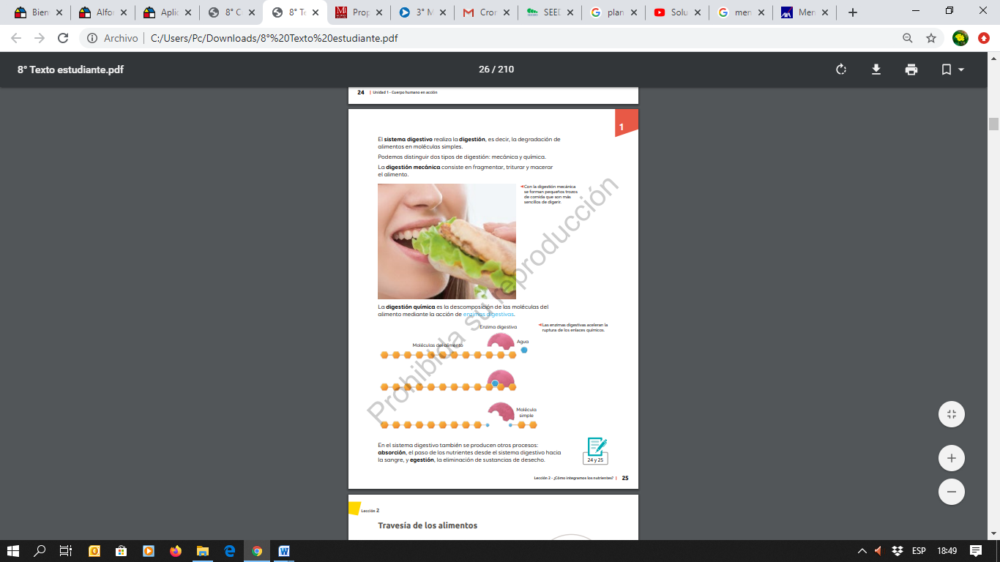 Bien
Alfor
Aplic
8° C
8° Te
Prop
3° M
Cror
SEED
plan
Solu
men
Men
Archivo
C:/Users/Pc/Downloads/8°%20Texto%20estudiante.pdf
8° Texto estudiante.pdf
26 / 210
24 | Unidad 1 - Cuerpo humano en acción
1
El sistema digestivo realiza la digestión, es decir, la degradación de
alimentos en moléculas simples.
Podemos distinguir dos tipos de digestión: mecánica y química.
La digestión mecánica consiste en fragmentar, triturar y macerar
el alimento.
Con la digestión mecánica
se forman pequeños trozos
de comida que son más
sencillos de digerir.
Prohibida su reproducción
La digestión química es la descomposición de las moléculas del
alimento mediante la acción de enzimas digestivas.
Las enzimas digestivas aceleran la
ruptura de los enlaces químicos.
Enzima digestiva
Agua
Moléculas del alimento
Molécula
simple
En el sistema digestivo también se producen otros procesos:
absorción, el paso de los nutrientes desde el sistema digestivo hacia
la sangre, y egestión, la eliminación de sustancias de desecho.
24 y 25
Lección 2 - ¿Cómo integramos los nutrientes? | 25
Lección 2
Travesía de los alimentos
ESP
18:49